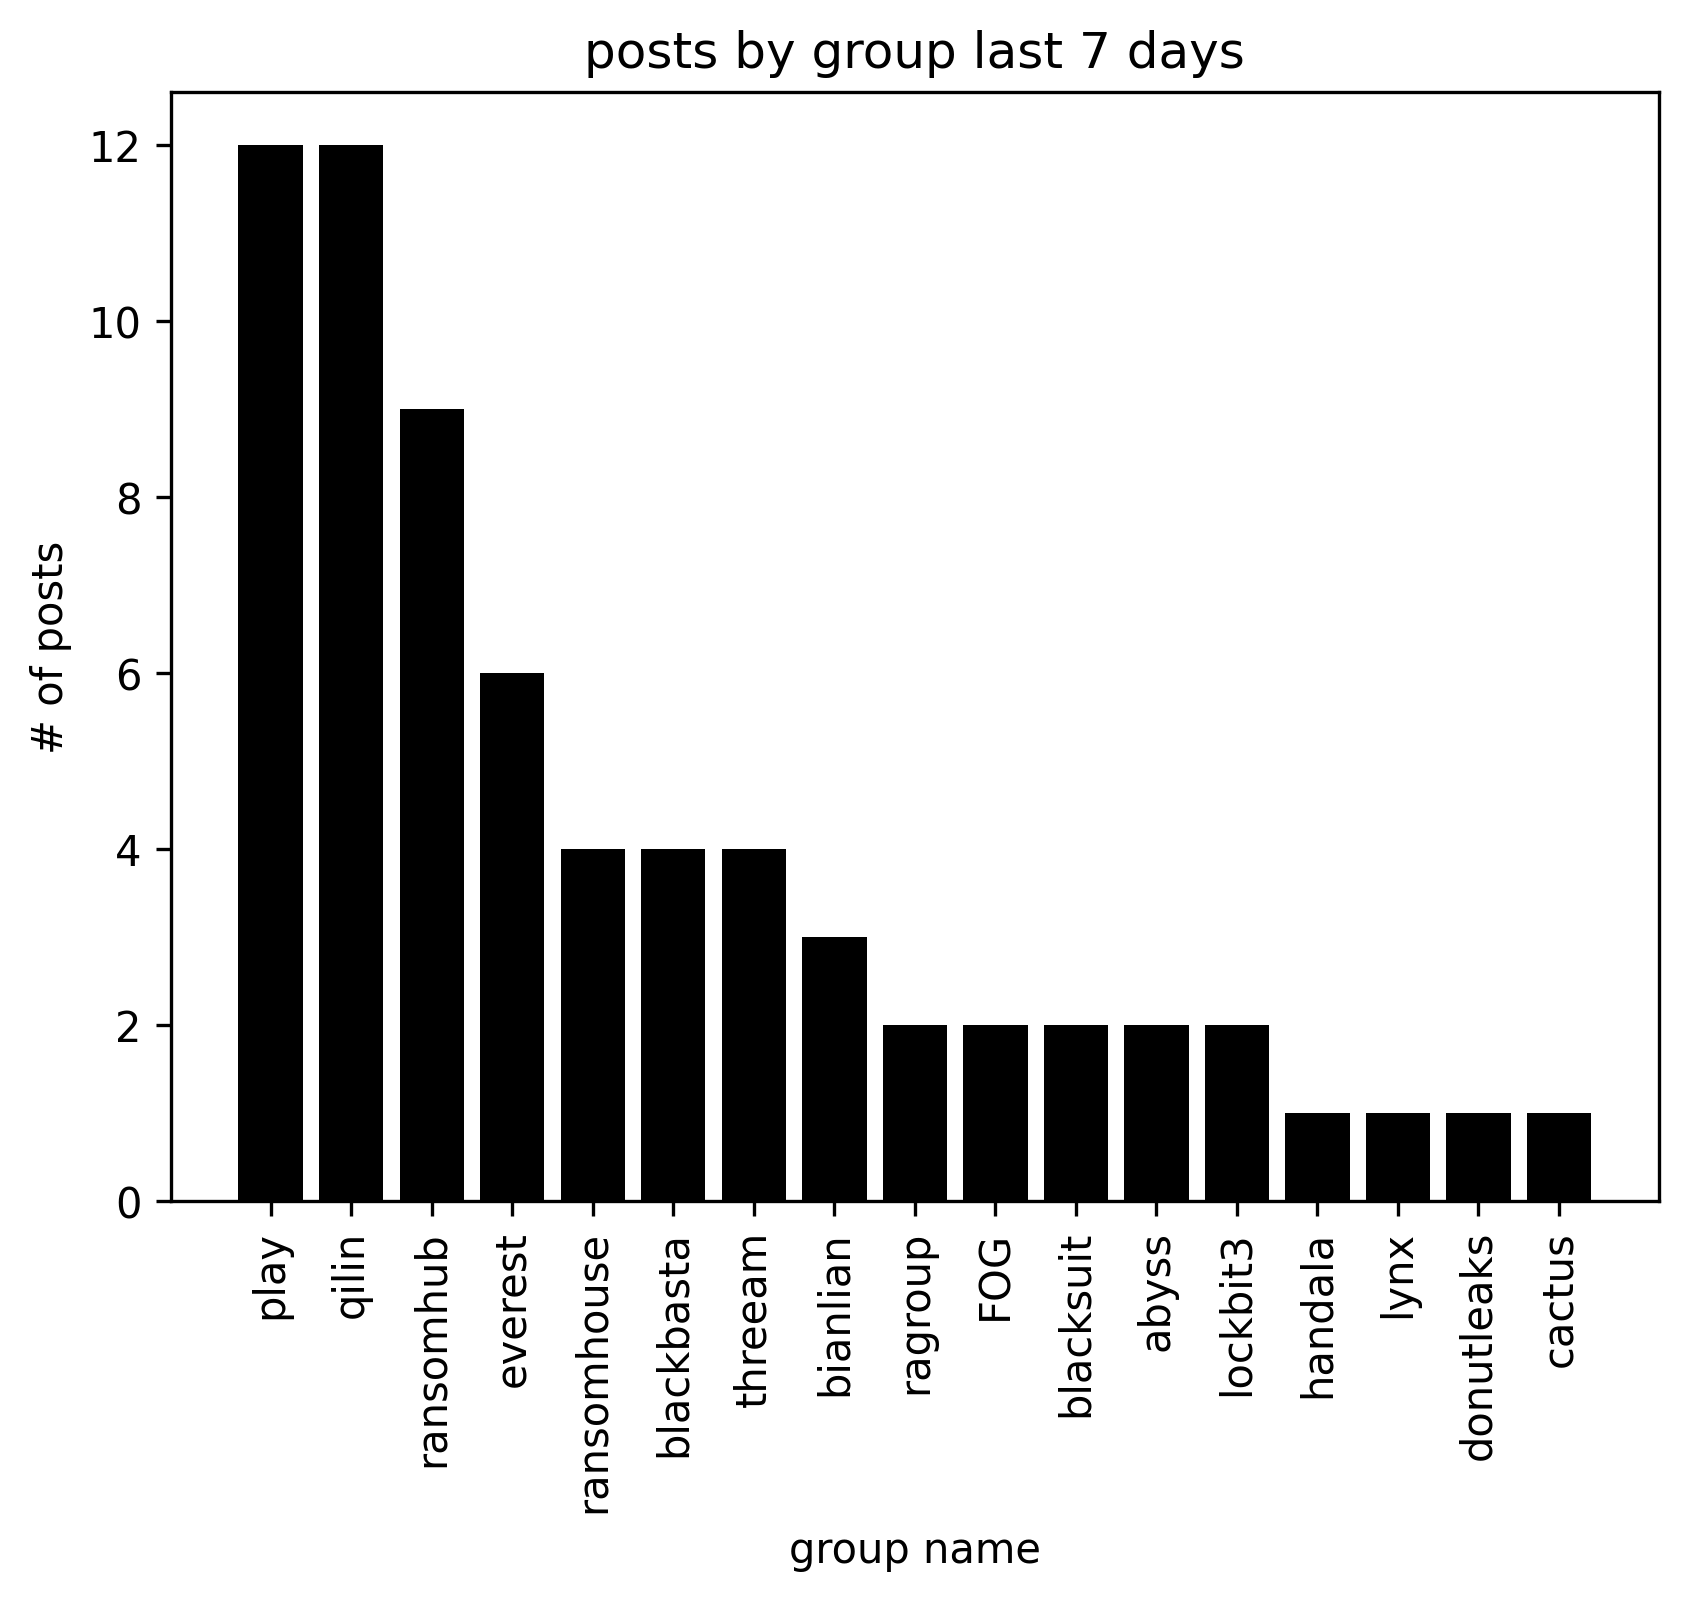 posts by group last 7 days
12
10
8
6
4
2
0
# of posts
play
qilin
ransomhub
everest
ransomhouse
blackbasta
threeam
bianlian
ragroup
FOG
blacksuit
abyss
lockbit3
handala
lynx
donutleaks
cactus
group name